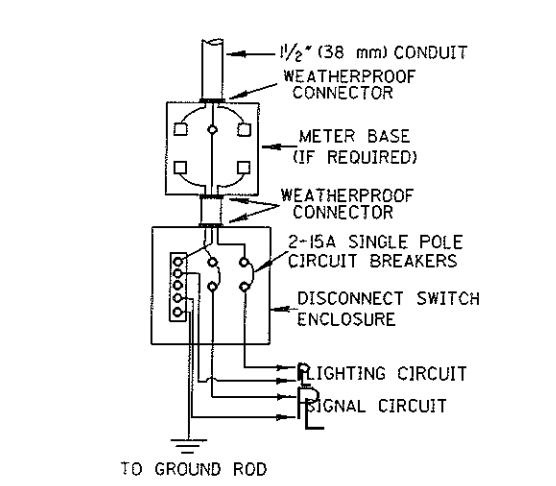 1½" (38 mm) CONDUIT
WEATHERPROOF
CONNECTOR
METER BASE
(IF REQUIRED)
WEATHERPROOF
CONNECTOR
2-15A SINGLE POLE
CIRCUIT BREAKERS
DISCONNECT SWITCH
ENCLOSURE
LIGHTING CIRCUIT
SIGNAL CIRCUIT
TO GROUND ROD